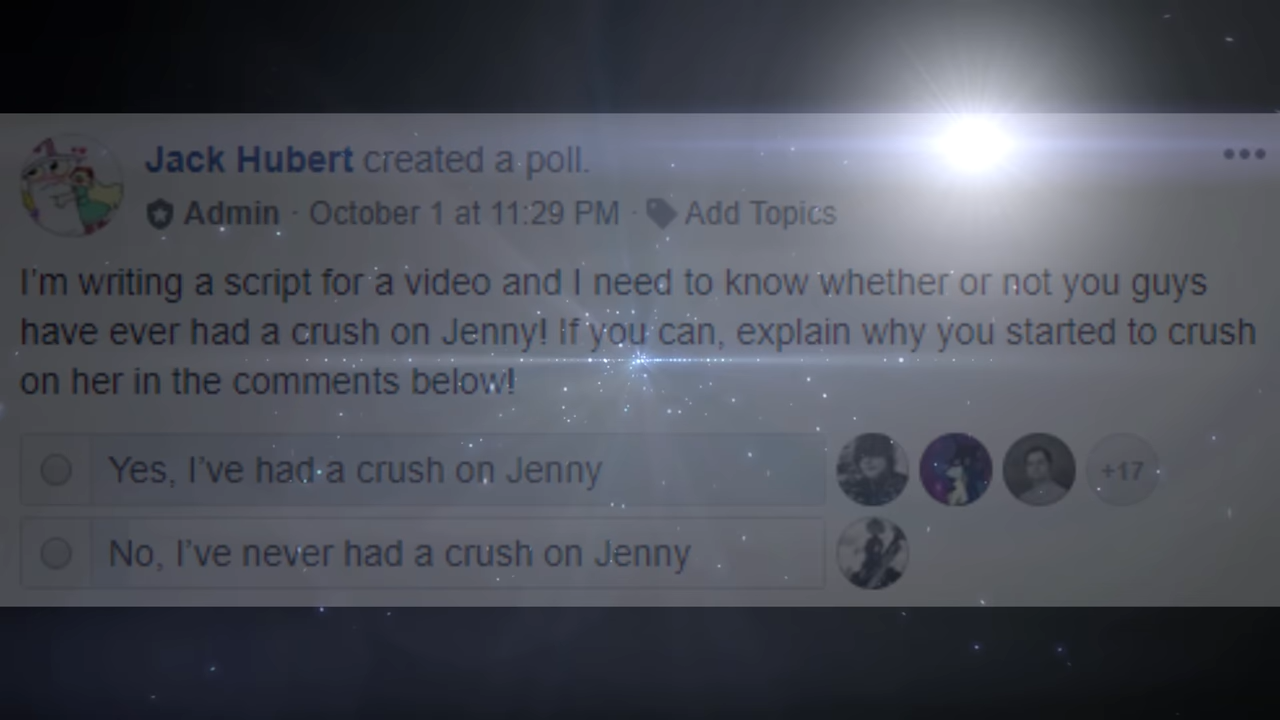 Jack Hubert created a poll.
Admin · October 1 at 11:29 PM · Add Topics
I'm writing a script for a video and I need to know whether or not you guys
have ever had a crush on Jenny! If you can, explain why you started to crush
on her in the comments below!
Yes, I've had a crush on Jenny +17
No, I've never had a crush on Jenny